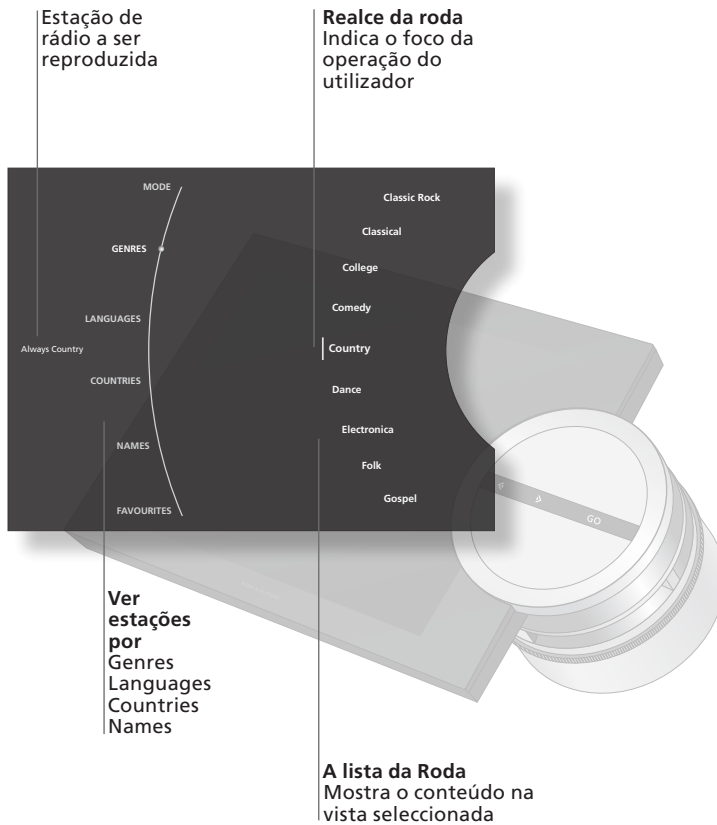 Estação de
rádio a ser
reproduzida
Realce da roda
Indica o foco da
operação do
utilizador
MODE
GENRES
LANGUAGES
Always Country
COUNTRIES
NAMES
FAVOURITES
Classic Rock
Classical
College
Comedy
Country
Dance
Electronica
Folk
Gospel
GO
Ver
estações
por
Genres
Languages
Countries
Names
A lista da Roda
Mostra o conteúdo na
vista seleccionada